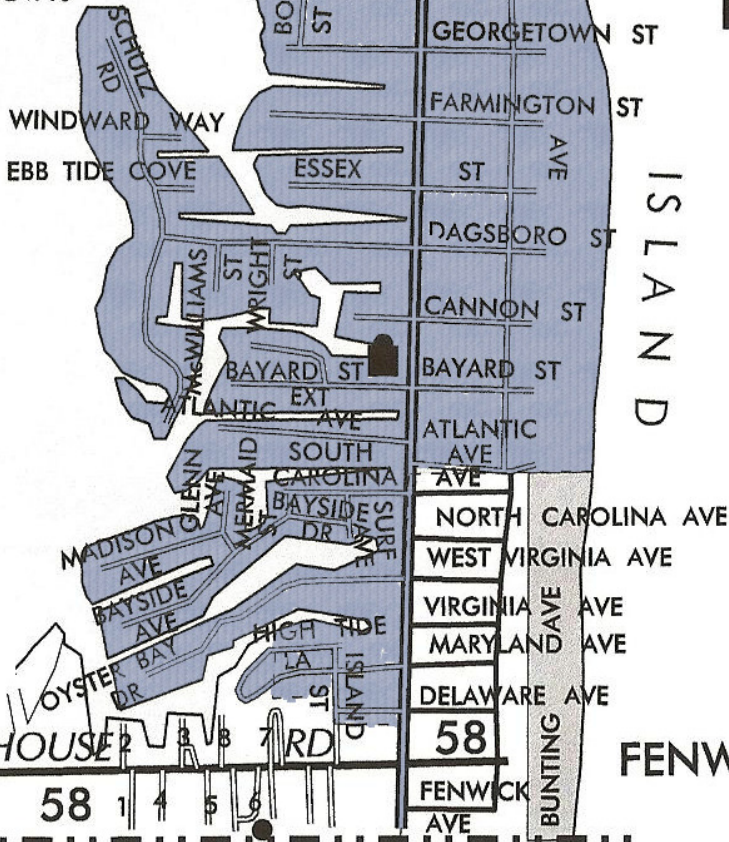 BO
ST
GEORGETOWN ST
SCHULZ
RD
FARMINGTON ST
WINDWARD WAY
AVE
EBB TIDE COVE
ESSEX ST
ISLAND
DAGSBORO ST
McWILLIAMS
ST
WRIGHT
ST
CANNON ST
BAYARD ST
EXT
BAYARD ST
ATLANTIC
AVE
ATLANTIC
AVE
SOUTH
CAROLINA AVE
GLENN
AVE
MERMAID
ST
BAYSIDE
DR
SURF
AVE
NORTH CAROLINA AVE
MADISON
AVE
WEST VIRGINIA AVE
BAYSIDE
AVE
VIRGINIA AVE
HIGH TIDE
LA
MARYLAND AVE
OYSTER BAY
DR
ISLAND
ST
DELAWARE AVE
HOUSE RD
2 3 8 7
58
BUNTING AVE
FENW
58
1 4 5 6
FENWICK
AVE